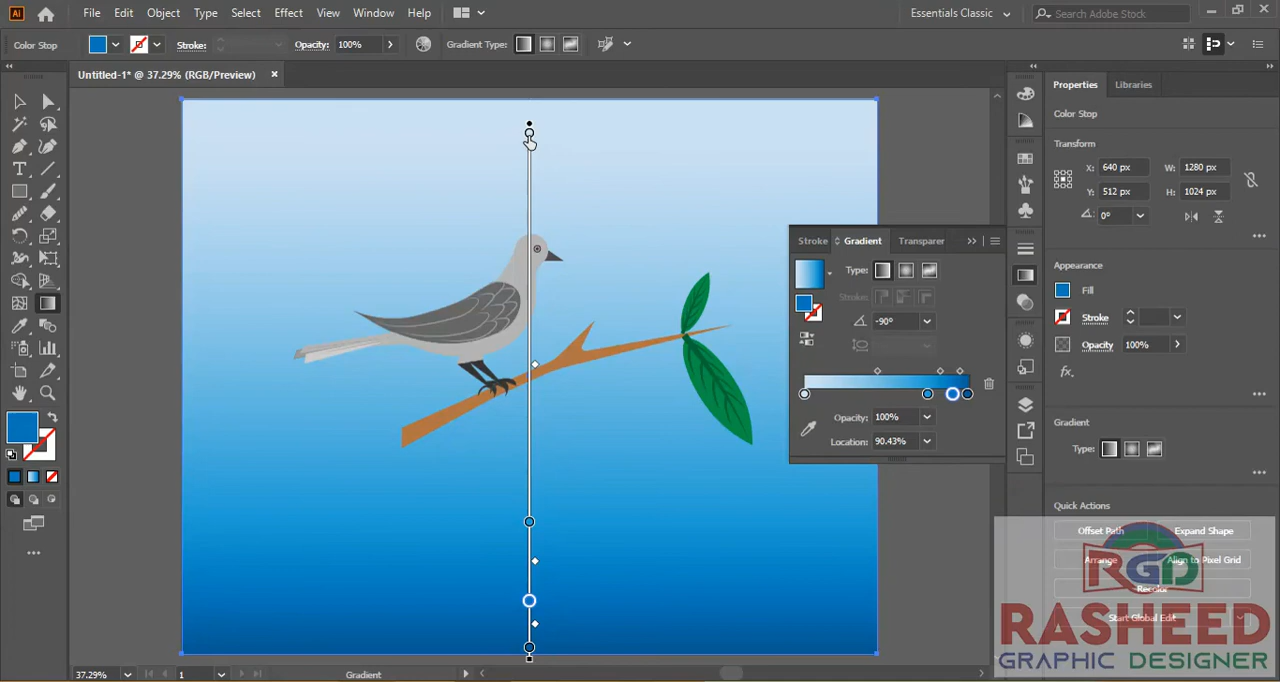 Ai File Edit Object Type Select Effect View Window Help Essentials Classic Search Adobe Stock
Color Stop Stroke: Opacity: 100% Gradient Type:
Untitled-1* @ 37.29% (RGB/Preview)
Properties Libraries
Color Stop
Transform
X: 640 px W: 1280 px
Y: 512 px H: 1024 px
0°
Stroke Gradient Transparer
Type:
Strokes:
-90°
Opacity: 100%
Location: 90.43%
Appearance
Fill
Stroke
Opacity 100%
fx.
Gradient
Type:
Quick Actions
Offset Path Expand Shape
Arrange Align to Pixel Grid
Recolor
Start Global Edit
RGD
RASHEED
GRAPHIC DESIGNER
37.29% 1 Gradient